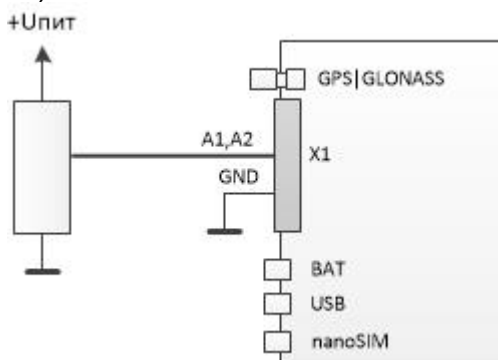 +Uпит
GPS|GLONASS
A1,A2
X1
GND
BAT
USB
nanoSIM